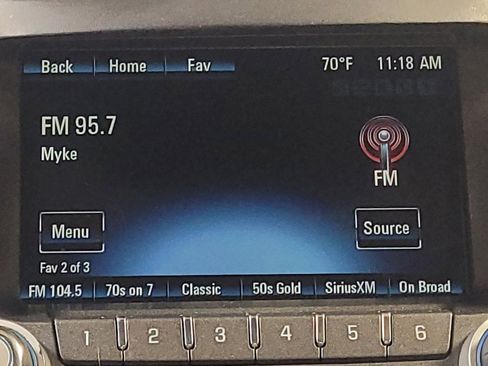 Back Home Fav 70°F 11:18 AM
FM 95.7
Myke
FM
Menu Source
Fav 2 of 3
FM 104.5 70s on 7 Classic 50s Gold SiriusXM On Broad
1 2 3 4 5 6